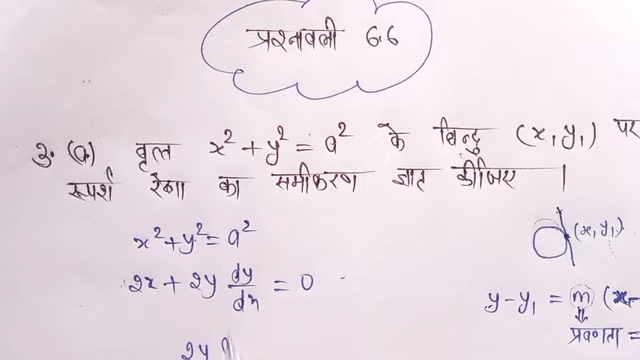 प्रश्नावली 6.6
3. (a) वृत्त x² + y² = a² के बिन्दु (x₁ y₁) पर
स्पर्श रेखा का समीकरण ज्ञात कीजिए ।
x² + y² = a²
(x₁ y₁)
2x + 2y dy/dx = 0
y - y₁ = m (x-
प्रवणता =
2y